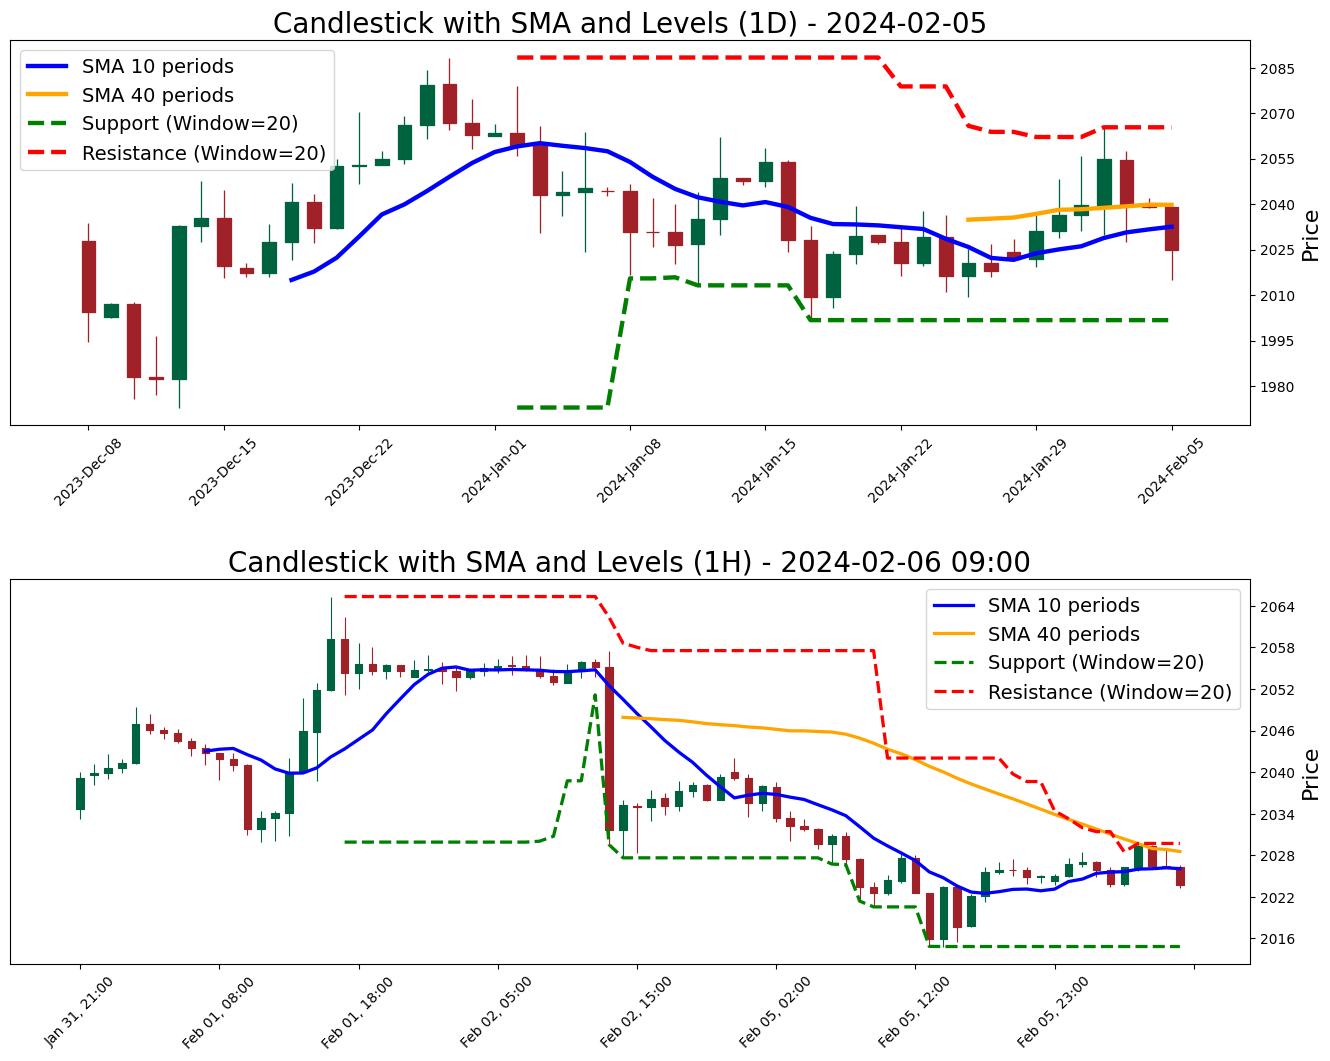 Candlestick with SMA and Levels (1D) - 2024-02-05
SMA 10 periods
SMA 40 periods
Support (Window=20)
Resistance (Window=20)
2085
2070
2055
2040
2025
2010
1995
1980
Price
2023-Dec-08
2023-Dec-15
2023-Dec-22
2024-Jan-01
2024-Jan-08
2024-Jan-15
2024-Jan-22
2024-Jan-29
2024-Feb-05
Candlestick with SMA and Levels (1H) - 2024-02-06 09:00
SMA 10 periods
SMA 40 periods
Support (Window=20)
Resistance (Window=20)
2064
2058
2052
2046
2040
2034
2028
2022
2016
Price
Jan 31, 21:00
Feb 01, 08:00
Feb 01, 18:00
Feb 02, 05:00
Feb 02, 15:00
Feb 05, 02:00
Feb 05, 12:00
Feb 05, 23:00